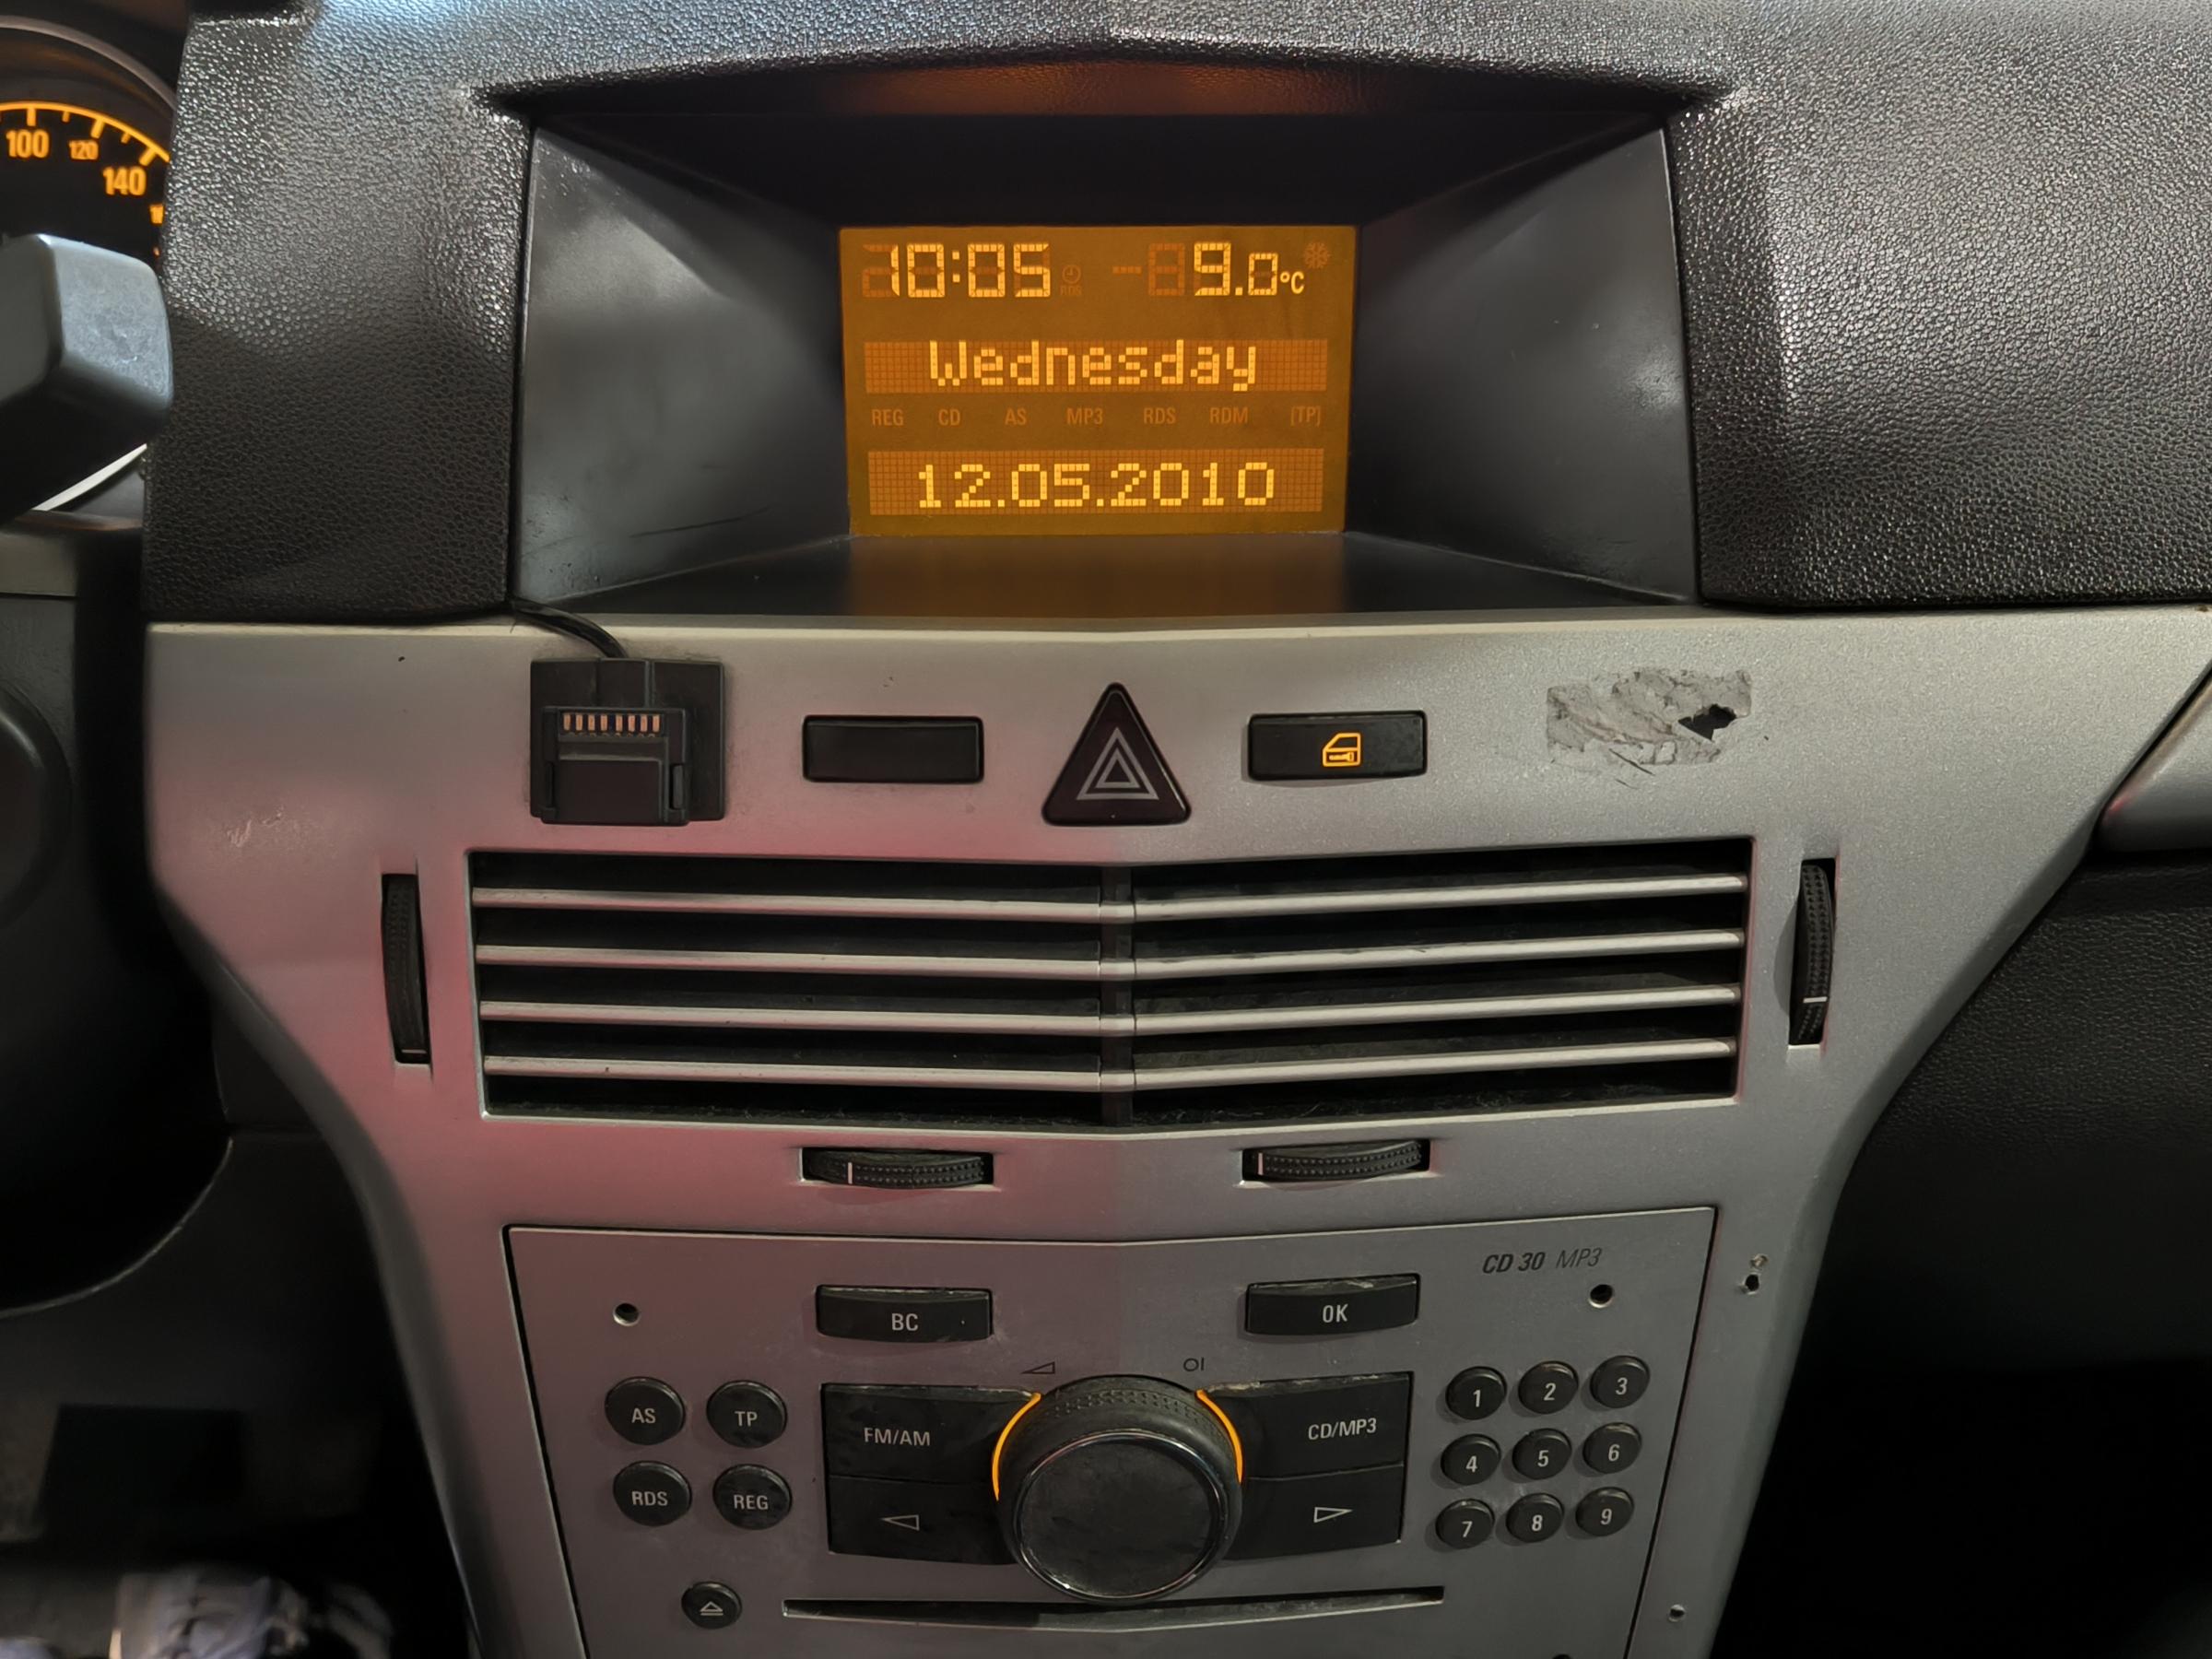 100 120
140
10:05 9.0°C
Wednesday
REG CD AS MP3 RDS RDM [TP]
12.05.2010
CD 30 MP3
BC OK
AS TP FM/AM CD/MP3 1 2 3
4 5 6
RDS REG 7 8 9